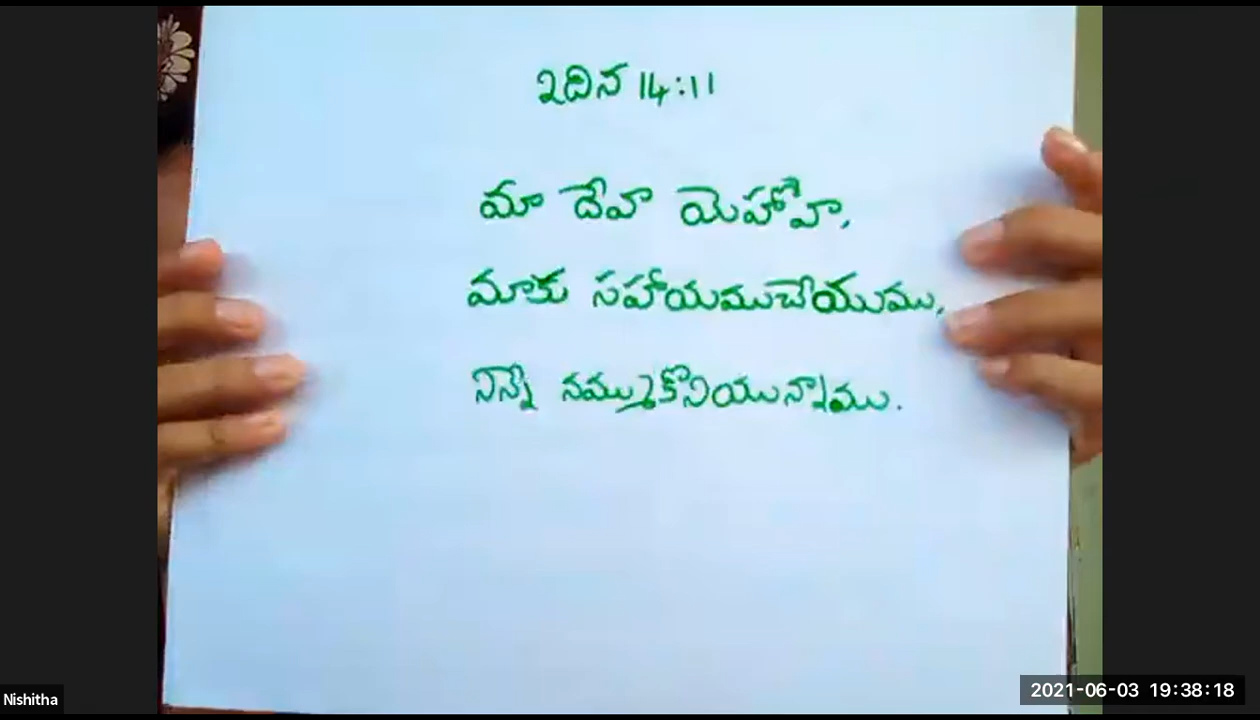 2దిన 14:11
మా దేవా యెహోవా,
మాకు సహాయముచేయుము,
నిన్నే నమ్ముకొనియున్నాము.
Nishitha
2021-06-03 19:38:18